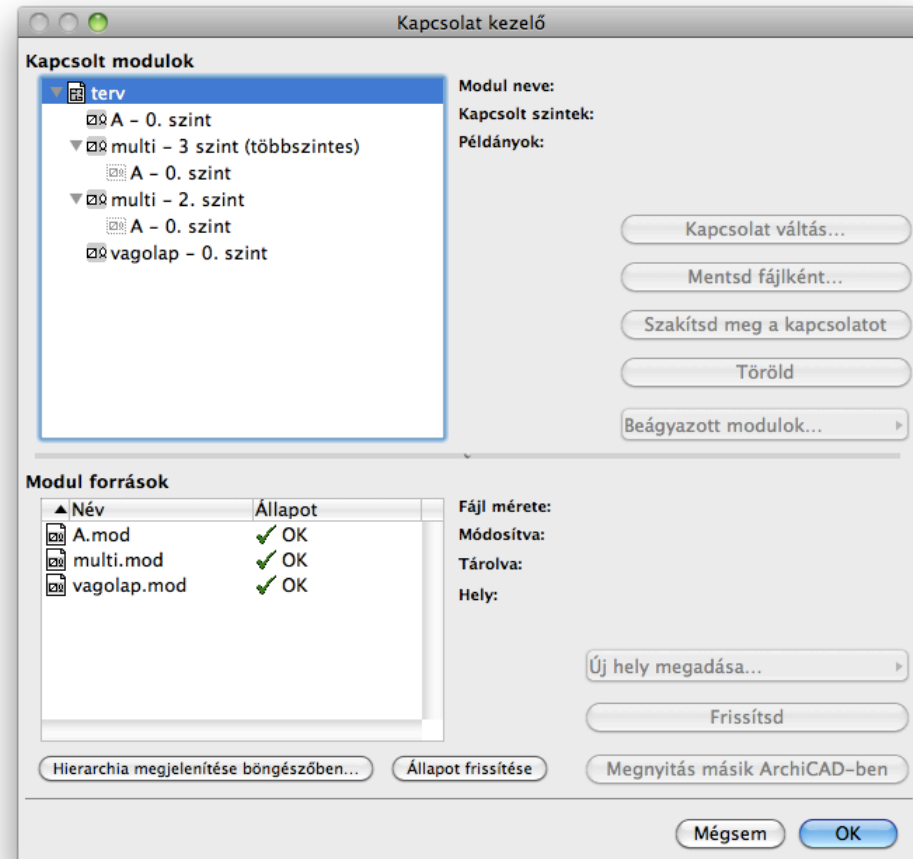 Kapcsolat kezelő
Kapcsolt modulok
terv
A – 0. szint
multi – 3 szint (többszintes)
A – 0. szint
multi – 2. szint
A – 0. szint
vagolap – 0. szint
Modul neve:
Kapcsolt szintek:
Példányok:
Kapcsolat váltás...
Mentsd fájlként...
Szakítsd meg a kapcsolatot
Töröld
Beágyazott modulok...
Modul források
Név Állapot
A.mod OK
multi.mod OK
vagolap.mod OK
Fájl mérete:
Módosítva:
Tárolva:
Hely:
Új hely megadása...
Frissítsd
Hierarchia megjelenítése böngészőben... Állapot frissítése Megnyitás másik ArchiCAD-ben
Mégsem OK